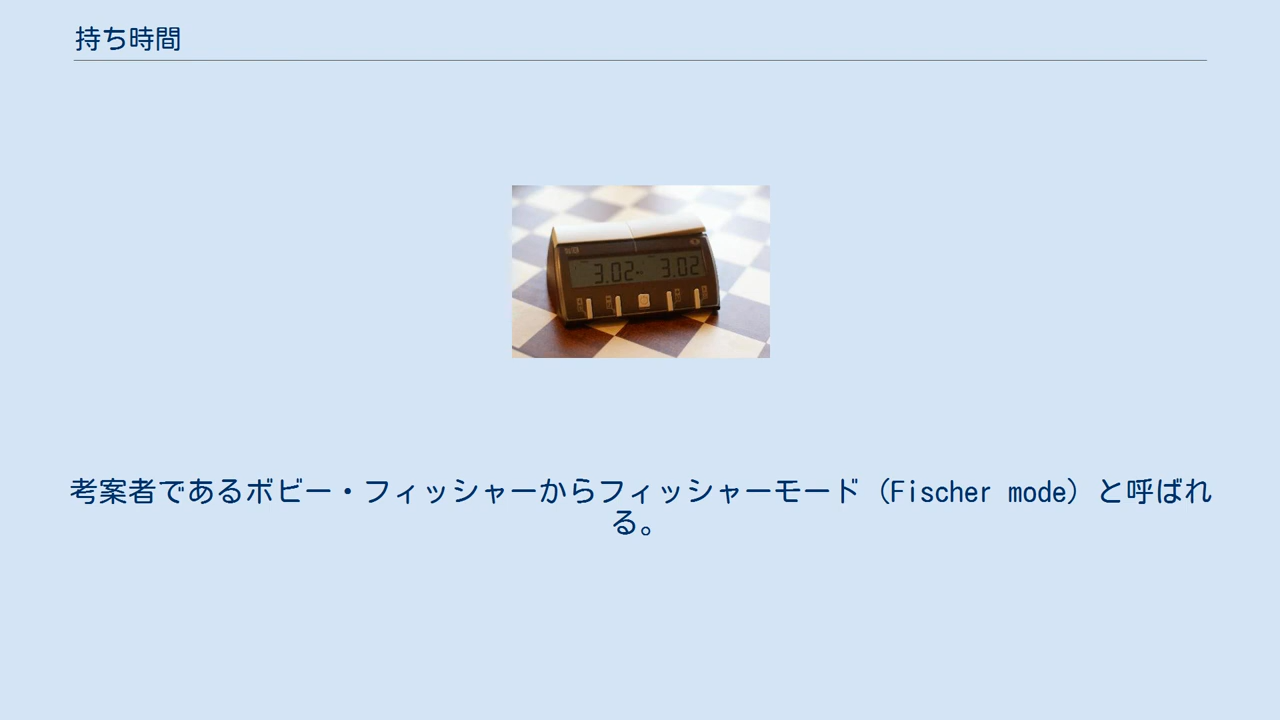 持ち時間
3.02 3.02
考案者であるボビー・フィッシャーからフィッシャーモード（Fischer mode）と呼ばれ
る。